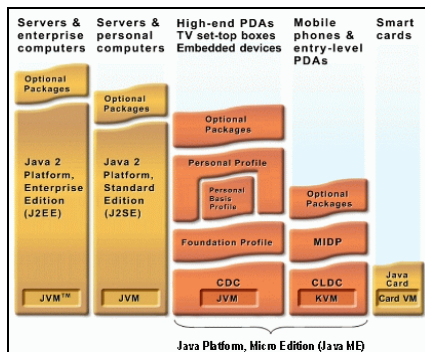 Servers &
enterprise
computers
Servers &
personal
computers
High-end PDAs
TV set-top boxes
Embedded devices
Mobile
phones &
entry-level
PDAs
Smart
cards
Optional
Packages
Java 2
Platform,
Enterprise
Edition
(J2EE)
JVM™
Optional
Packages
Java 2
Platform,
Standard
Edition
(J2SE)
JVM
Optional
Packages
Personal Profile
Personal
Basis
Profile
Foundation Profile
CDC
JVM
Optional
Packages
MIDP
CLDC
KVM
Java
Card
Card VM
Java Platform, Micro Edition (Java ME)